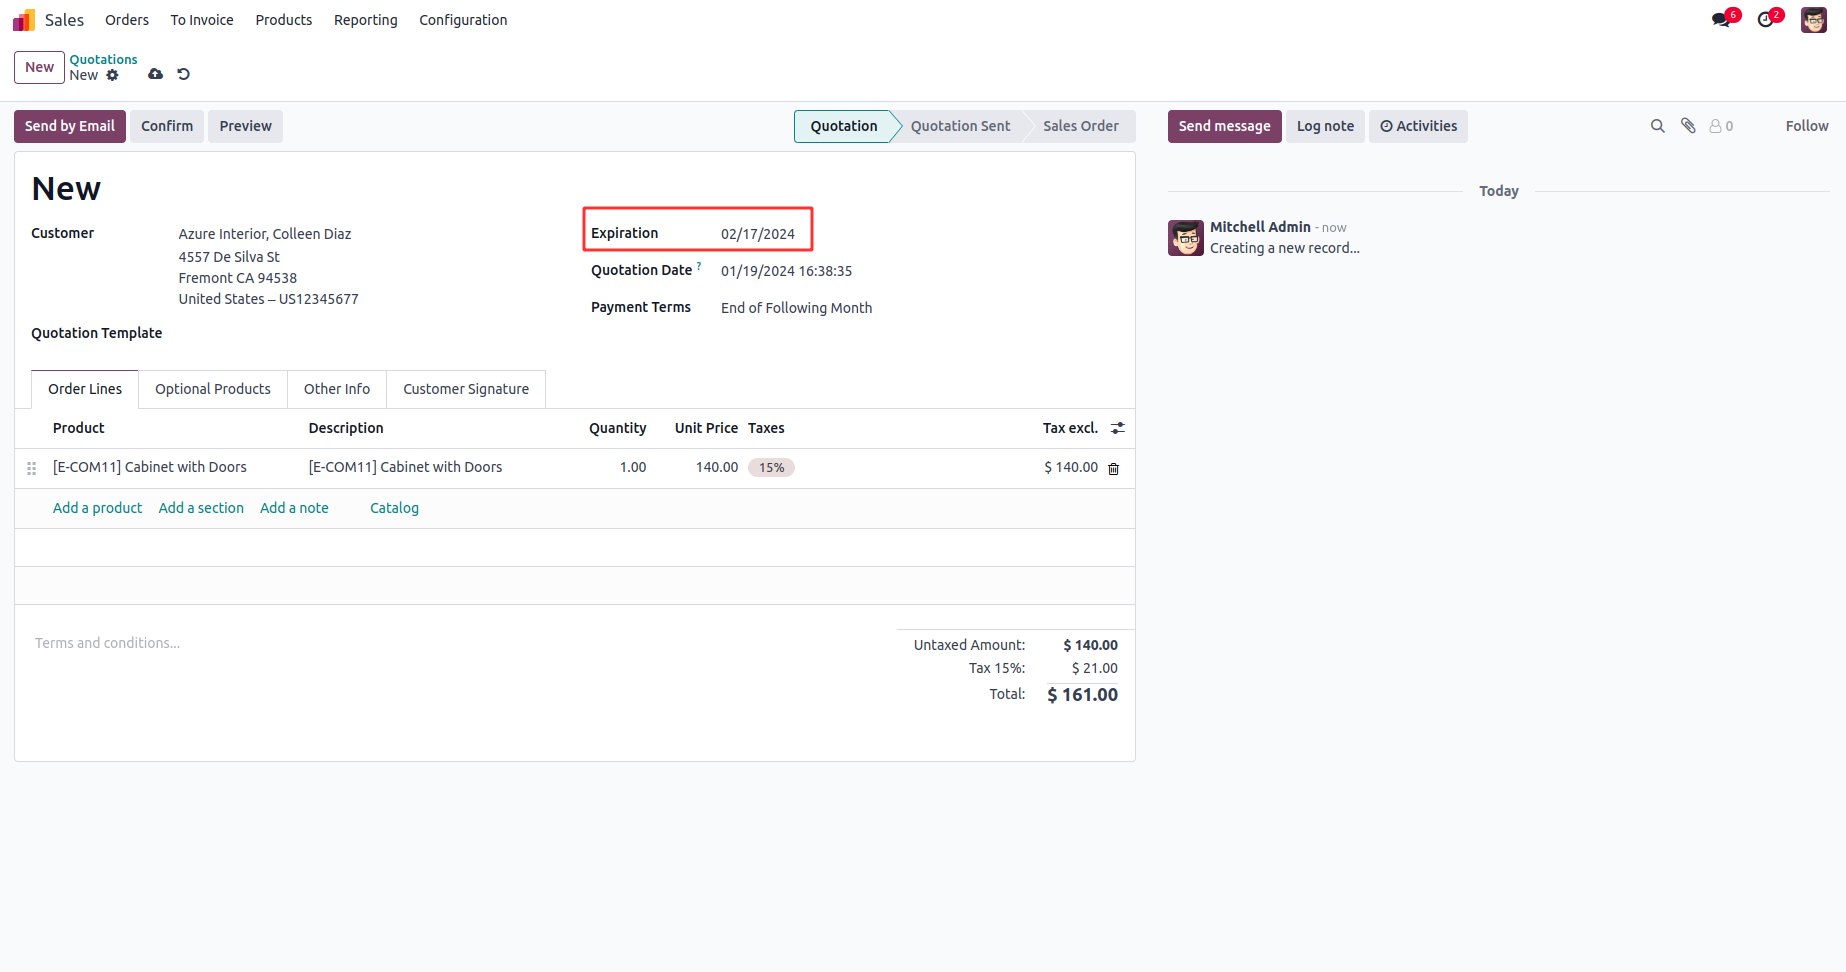 Sales Orders To Invoice Products Reporting Configuration 6 2
New Quotations
New
Send by Email Confirm Preview Quotation Quotation Sent Sales Order Send message Log note Activities 0 Follow
New
Today
Customer Azure Interior, Colleen Diaz
4557 De Silva St
Fremont CA 94538
United States – US12345677
Expiration 02/17/2024
Quotation Date ? 01/19/2024 16:38:35
Payment Terms End of Following Month
Quotation Template
Mitchell Admin - now
Creating a new record...
Order Lines Optional Products Other Info Customer Signature
Product Description Quantity Unit Price Taxes Tax excl.
[E-COM11] Cabinet with Doors [E-COM11] Cabinet with Doors 1.00 140.00 15% $ 140.00
Add a product Add a section Add a note Catalog
Terms and conditions...
Untaxed Amount: $ 140.00
Tax 15%: $ 21.00
Total: $ 161.00